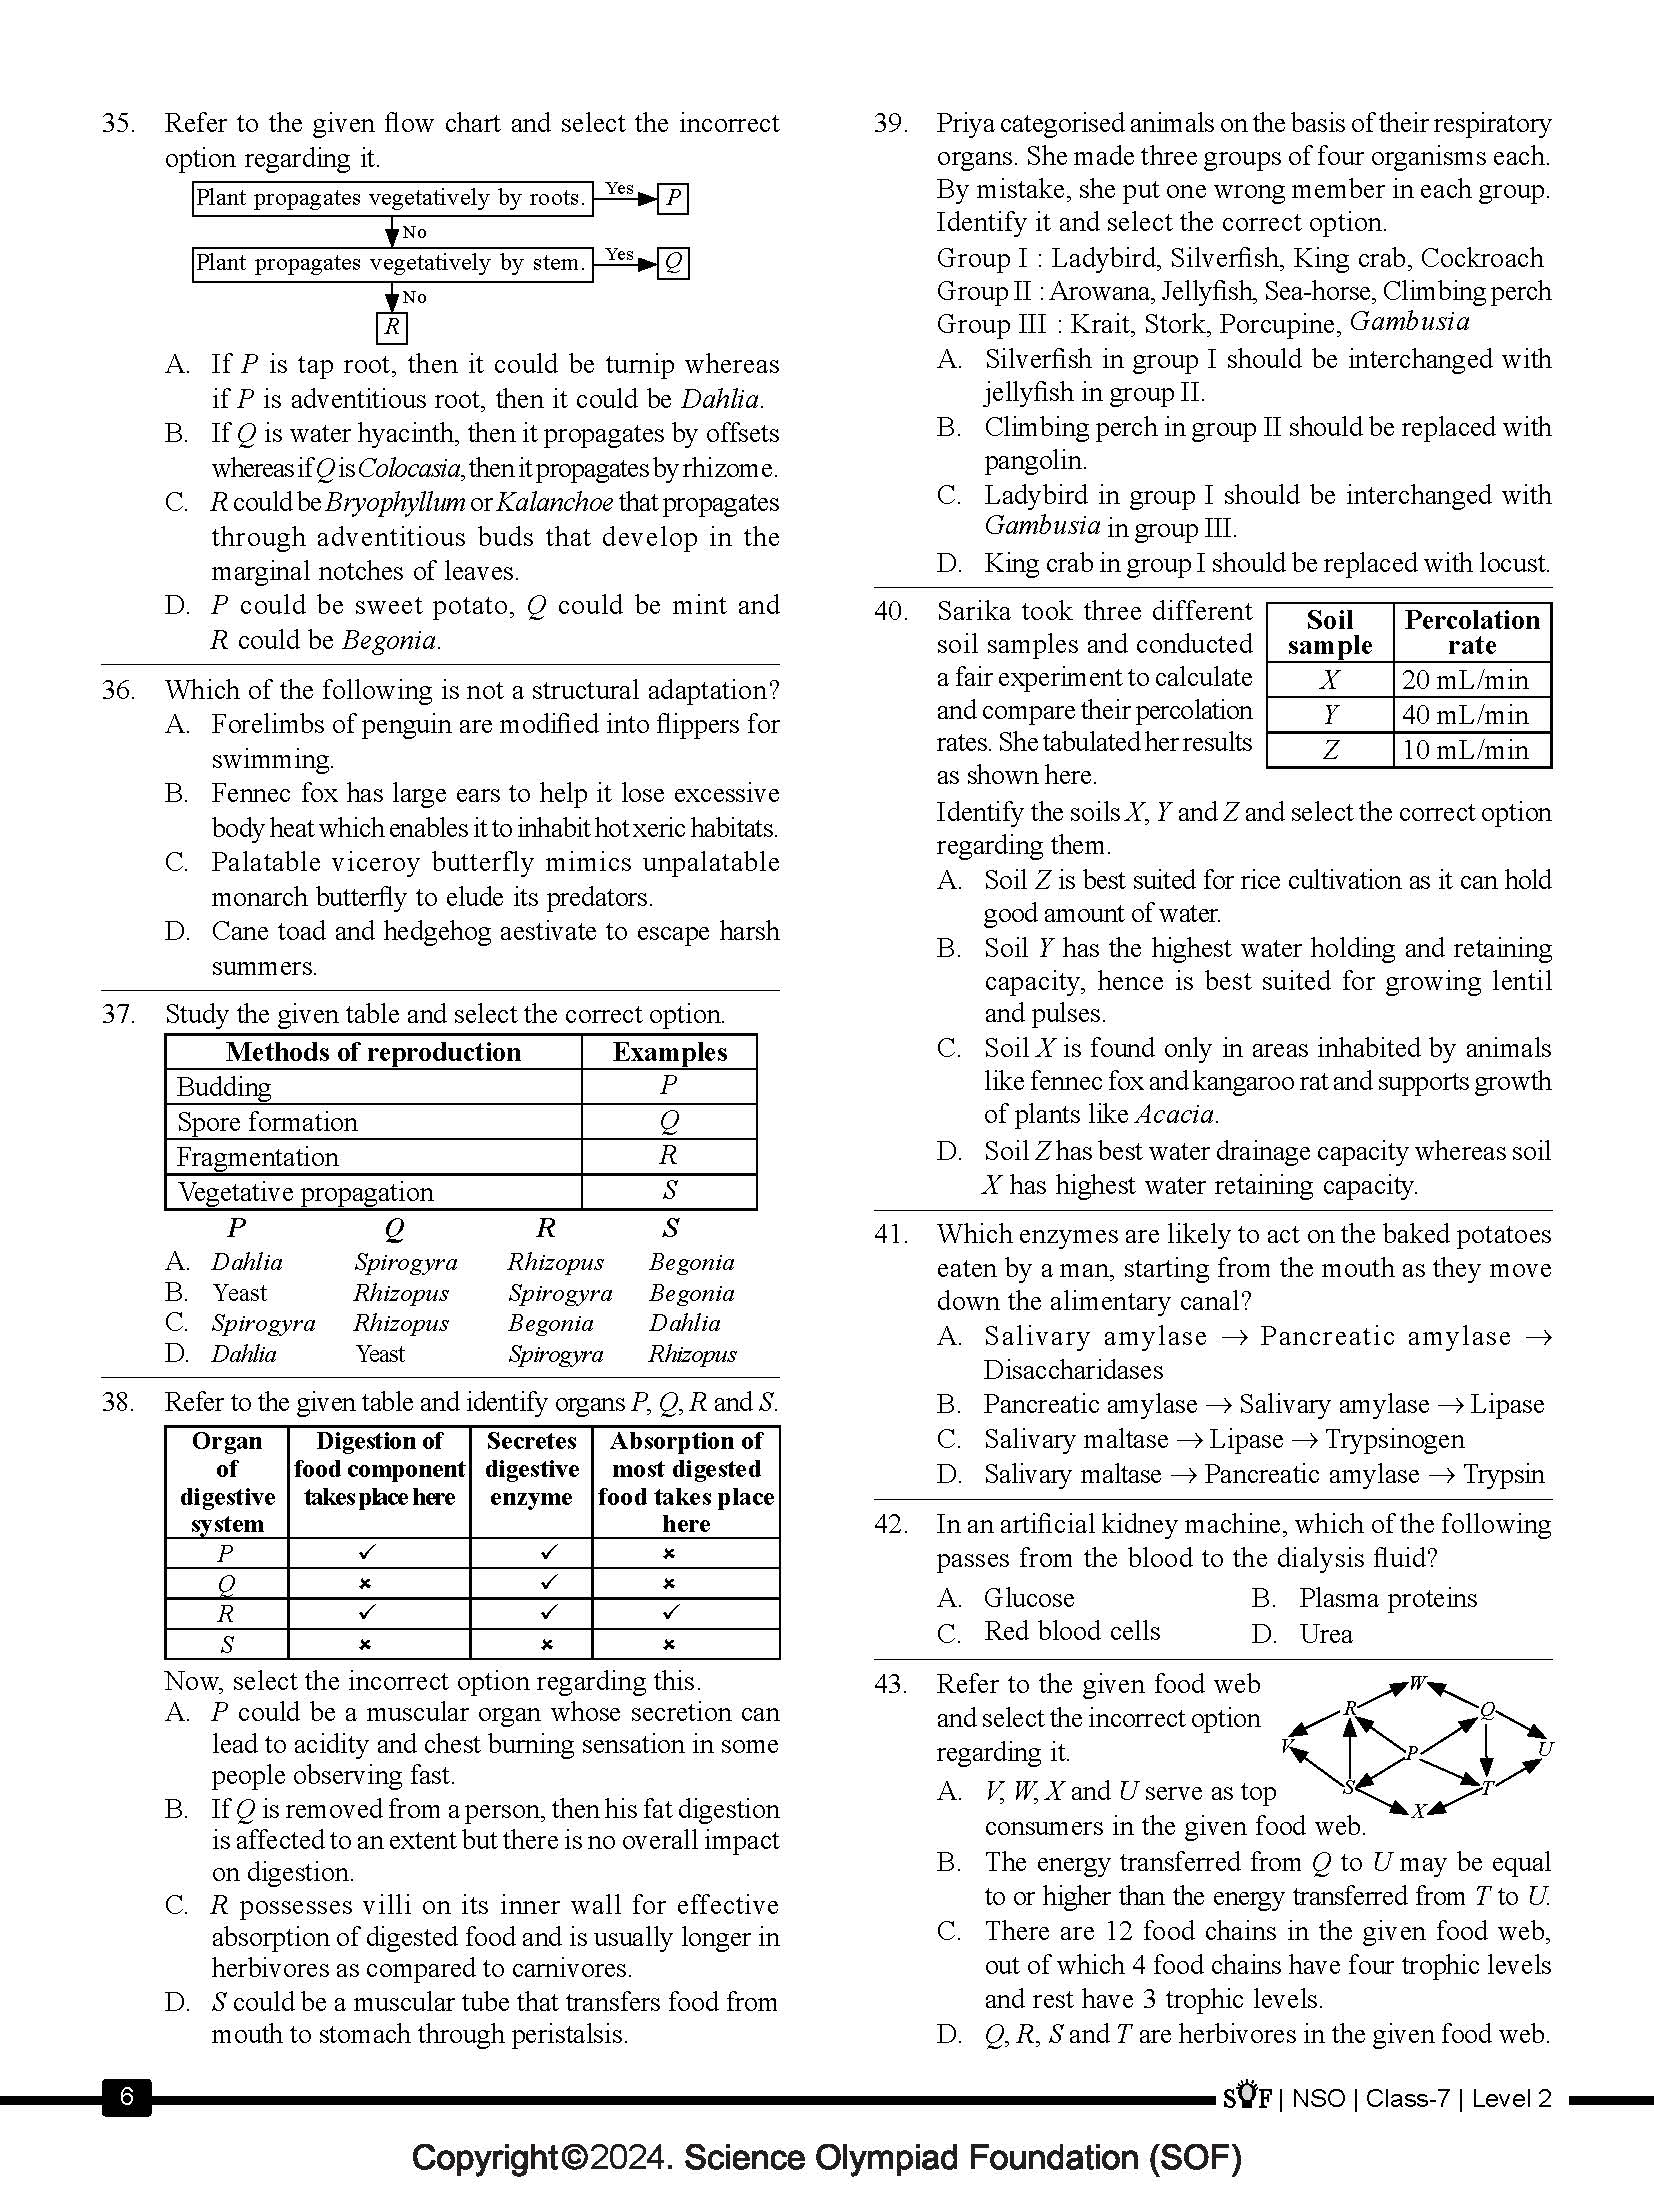 35. Refer to the given flow chart and select the incorrect
option regarding it.
Plant propagates vegetatively by roots. Yes P
No
Plant propagates vegetatively by stem. Yes Q
No
R
A. If P is tap root, then it could be turnip whereas
if P is adventitious root, then it could be Dahlia.
B. If Q is water hyacinth, then it propagates by offsets
whereas if Q is Colocasia, then it propagates by rhizome.
C. R could be Bryophyllum or Kalanchoe that propagates
through adventitious buds that develop in the
marginal notches of leaves.
D. P could be sweet potato, Q could be mint and
R could be Begonia.
36. Which of the following is not a structural adaptation?
A. Forelimbs of penguin are modified into flippers for
swimming.
B. Fennec fox has large ears to help it lose excessive
body heat which enables it to inhabit hot xeric habitats.
C. Palatable viceroy butterfly mimics unpalatable
monarch butterfly to elude its predators.
D. Cane toad and hedgehog aestivate to escape harsh
summers.
37. Study the given table and select the correct option.
Methods of reproduction Examples
Budding P
Spore formation Q
Fragmentation R
Vegetative propagation S
P Q R S
A. Dahlia Spirogyra Rhizopus Begonia
B. Yeast Rhizopus Spirogyra Begonia
C. Spirogyra Rhizopus Begonia Dahlia
D. Dahlia Yeast Spirogyra Rhizopus
38. Refer to the given table and identify organs P, Q, R and S.
Organ Digestion of Secretes Absorption of
of food component digestive most digested
digestive takes place here enzyme food takes place
system here
P ✓ ✓ ×
Q × ✓ ×
R ✓ ✓ ✓
S × × ×
Now, select the incorrect option regarding this.
A. P could be a muscular organ whose secretion can
lead to acidity and chest burning sensation in some
people observing fast.
B. If Q is removed from a person, then his fat digestion
is affected to an extent but there is no overall impact
on digestion.
C. R possesses villi on its inner wall for effective
absorption of digested food and is usually longer in
herbivores as compared to carnivores.
D. S could be a muscular tube that transfers food from
mouth to stomach through peristalsis.
39. Priya categorised animals on the basis of their respiratory
organs. She made three groups of four organisms each.
By mistake, she put one wrong member in each group.
Identify it and select the correct option.
Group I : Ladybird, Silverfish, King crab, Cockroach
Group II : Arowana, Jellyfish, Sea-horse, Climbing perch
Group III : Krait, Stork, Porcupine, Gambusia
A. Silverfish in group I should be interchanged with
jellyfish in group II.
B. Climbing perch in group II should be replaced with
pangolin.
C. Ladybird in group I should be interchanged with
Gambusia in group III.
D. King crab in group I should be replaced with locust.
40. Sarika took three different
soil samples and conducted
a fair experiment to calculate
and compare their percolation
rates. She tabulated her results
as shown here.
Soil Percolation
sample rate
X 20 mL/min
Y 40 mL/min
Z 10 mL/min
Identify the soils X, Y and Z and select the correct option
regarding them.
A. Soil Z is best suited for rice cultivation as it can hold
good amount of water.
B. Soil Y has the highest water holding and retaining
capacity, hence is best suited for growing lentil
and pulses.
C. Soil X is found only in areas inhabited by animals
like fennec fox and kangaroo rat and supports growth
of plants like Acacia.
D. Soil Z has best water drainage capacity whereas soil
X has highest water retaining capacity.
41. Which enzymes are likely to act on the baked potatoes
eaten by a man, starting from the mouth as they move
down the alimentary canal?
A. Salivary amylase → Pancreatic amylase →
Disaccharidases
B. Pancreatic amylase → Salivary amylase → Lipase
C. Salivary maltase → Lipase → Trypsinogen
D. Salivary maltase → Pancreatic amylase → Trypsin
42. In an artificial kidney machine, which of the following
passes from the blood to the dialysis fluid?
A. Glucose B. Plasma proteins
C. Red blood cells D. Urea
43. Refer to the given food web
and select the incorrect option
regarding it.
W
R Q
V P U
S T
X
A. V, W, X and U serve as top
consumers in the given food web.
B. The energy transferred from Q to U may be equal
to or higher than the energy transferred from T to U.
C. There are 12 food chains in the given food web,
out of which 4 food chains have four trophic levels
and rest have 3 trophic levels.
D. Q, R, S and T are herbivores in the given food web.
6
SOF | NSO | Class-7 | Level 2
Copyright©2024. Science Olympiad Foundation (SOF)